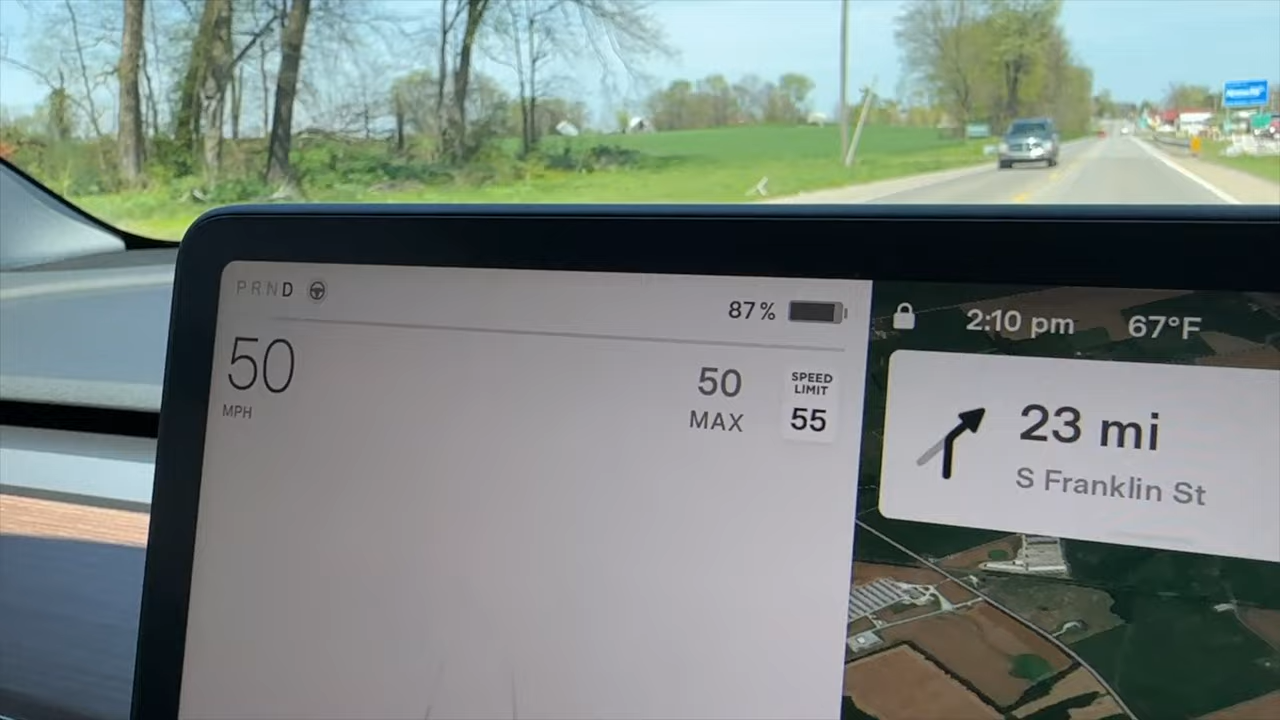 PRND
87%
50
MPH
50
MAX
SPEED
LIMIT
55
2:10 pm
67°F
23 mi
S Franklin St